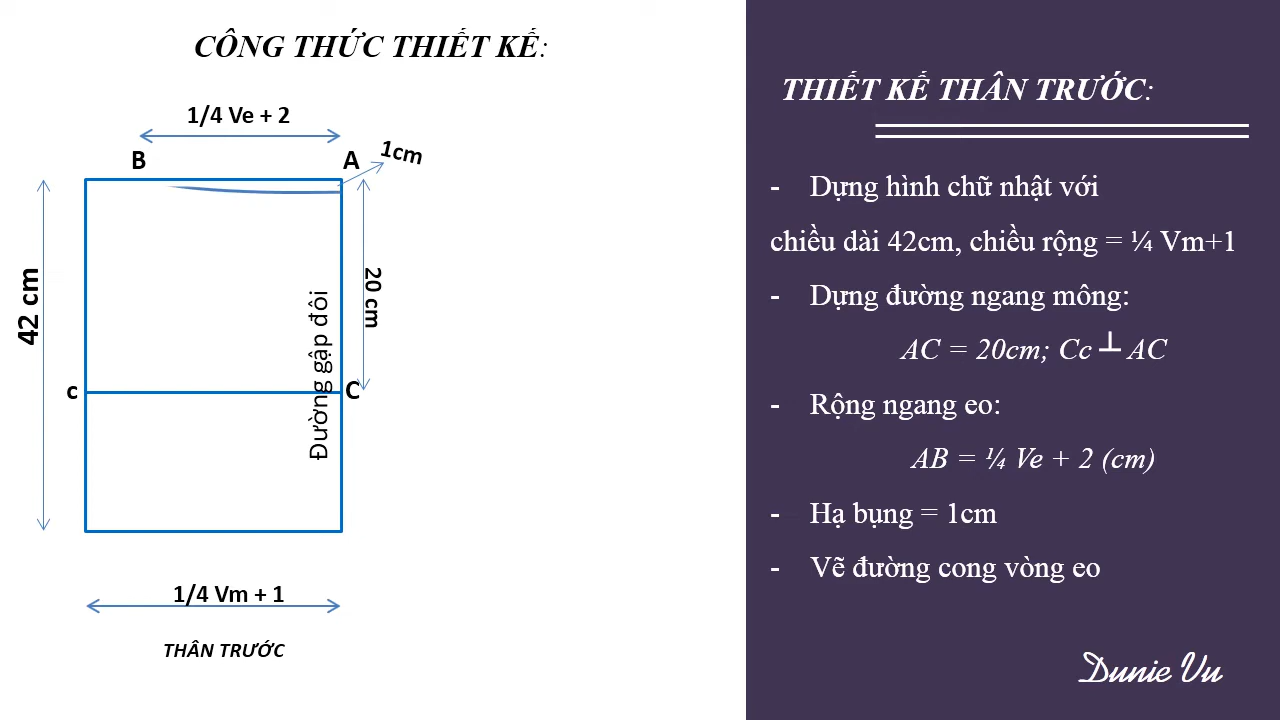 CÔNG THỨC THIẾT KẾ:
1/4 Ve + 2
B
A
1cm
42 cm
20 cm
Đường gập đôi
c
C
1/4 Vm + 1
THÂN TRƯỚC
THIẾT KẾ THÂN TRƯỚC:
- Dựng hình chữ nhật với
chiều dài 42cm, chiều rộng = ¼ Vm+1
- Dựng đường ngang mông:
AC = 20cm; Cc ┴ AC
- Rộng ngang eo:
AB = ¼ Ve + 2 (cm)
- Hạ bụng = 1cm
- Vẽ đường cong vòng eo
Dunie Vu